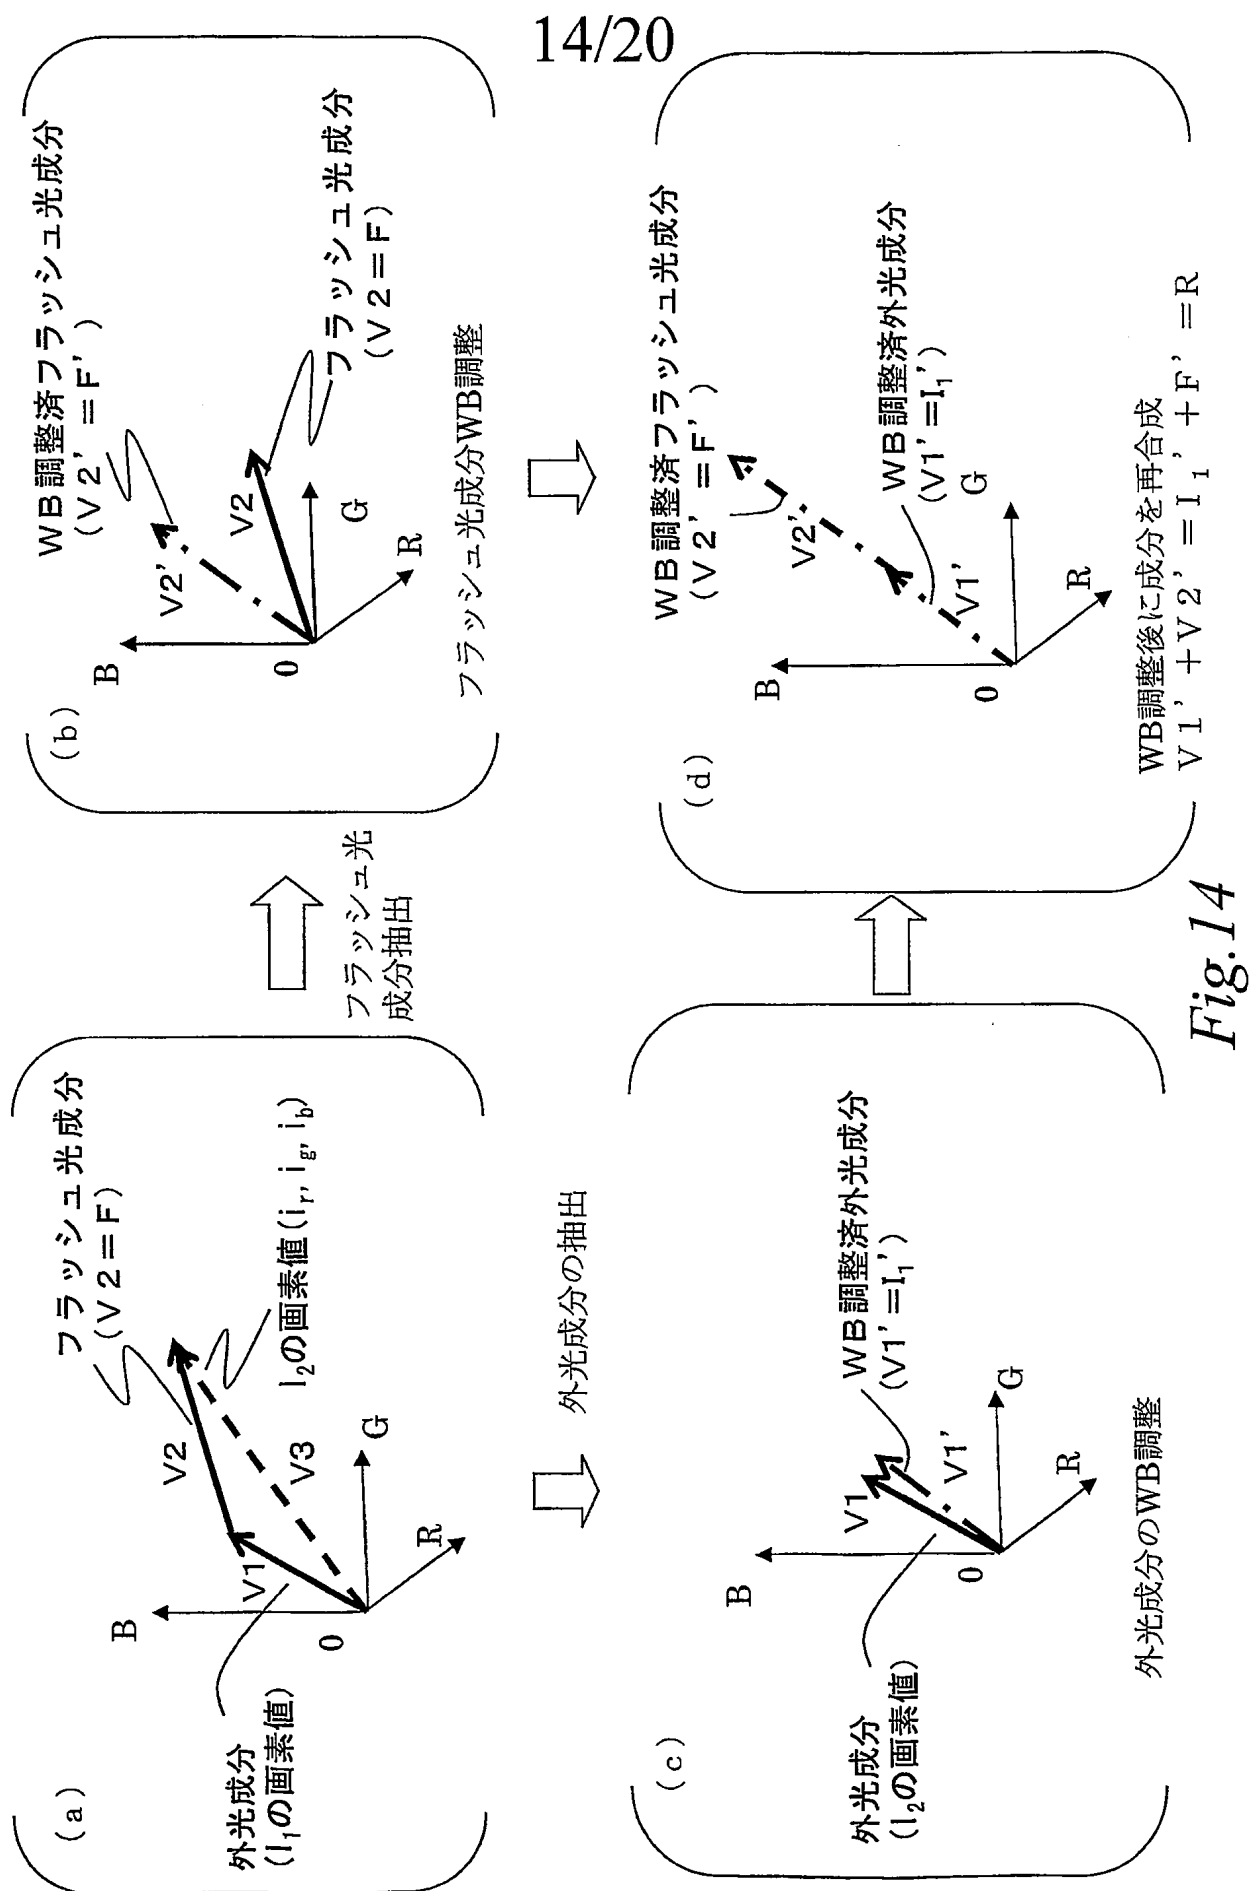 14/20
(a)
フラッシュ光成分
(V2=F)
I₂の画素値(iᵣ, i_g, i_b)
V2
V1
V3
B
G
R
0
外光成分
(I₁の画素値)
フラッシュ光
成分抽出
(b)
WB調整済フラッシュ光成分
(V2'=F')
フラッシュ光成分
(V2=F)
V2'
V2
B
G
R
0
フラッシュ光成分WB調整
外光成分の抽出
(c)
WB調整済外光成分
(V1'=I₁')
V1
V1'
B
G
R
0
外光成分
(I₂の画素値)
外光成分のWB調整
(d)
WB調整済フラッシュ光成分
(V2'=F')
WB調整済外光成分
(V1'=I₁')
V2'
V1'
B
G
R
0
WB調整後に成分を再合成
V1'+V2'=I₁'+F'=R
Fig.14